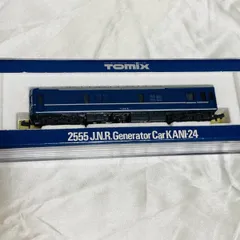 TOMIX
2555 J.N.R. Generator Car KANI-24